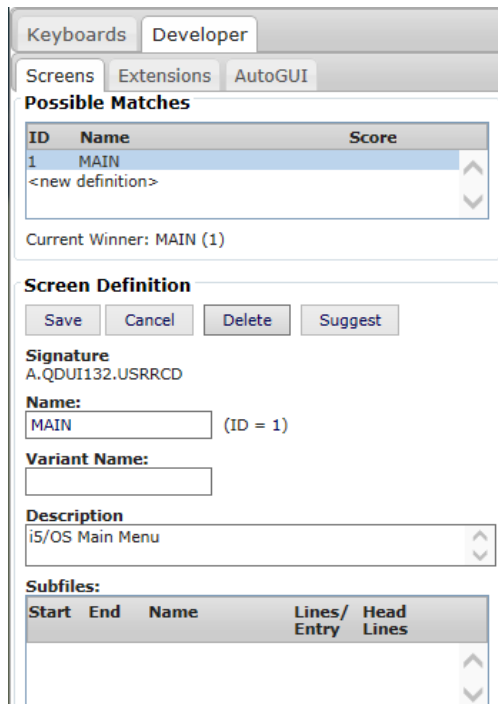 Keyboards Developer
Screens Extensions AutoGUI
Possible Matches
ID Name Score
1 MAIN
<new definition>
Current Winner: MAIN (1)
Screen Definition
Save Cancel Delete Suggest
Signature
A.QDUI132.USRRCD
Name:
MAIN (ID = 1)
Variant Name:
Description
i5/OS Main Menu
Subfiles:
Start End Name Lines/ Head
Entry Lines